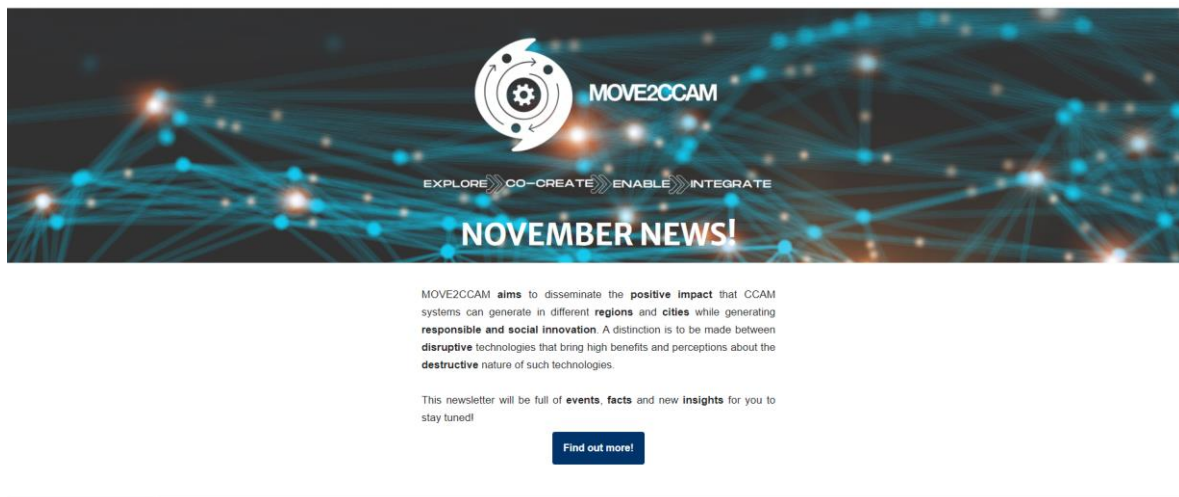 MOVE2CCAM
EXPLORE CO-CREATE ENABLE INTEGRATE
NOVEMBER NEWS!
MOVE2CCAM aims to disseminate the positive impact that CCAM
systems can generate in different regions and cities while generating
responsible and social innovation. A distinction is to be made between
disruptive technologies that bring high benefits and perceptions about the
destructive nature of such technologies.
This newsletter will be full of events, facts and new insights for you to
stay tuned!
Find out more!